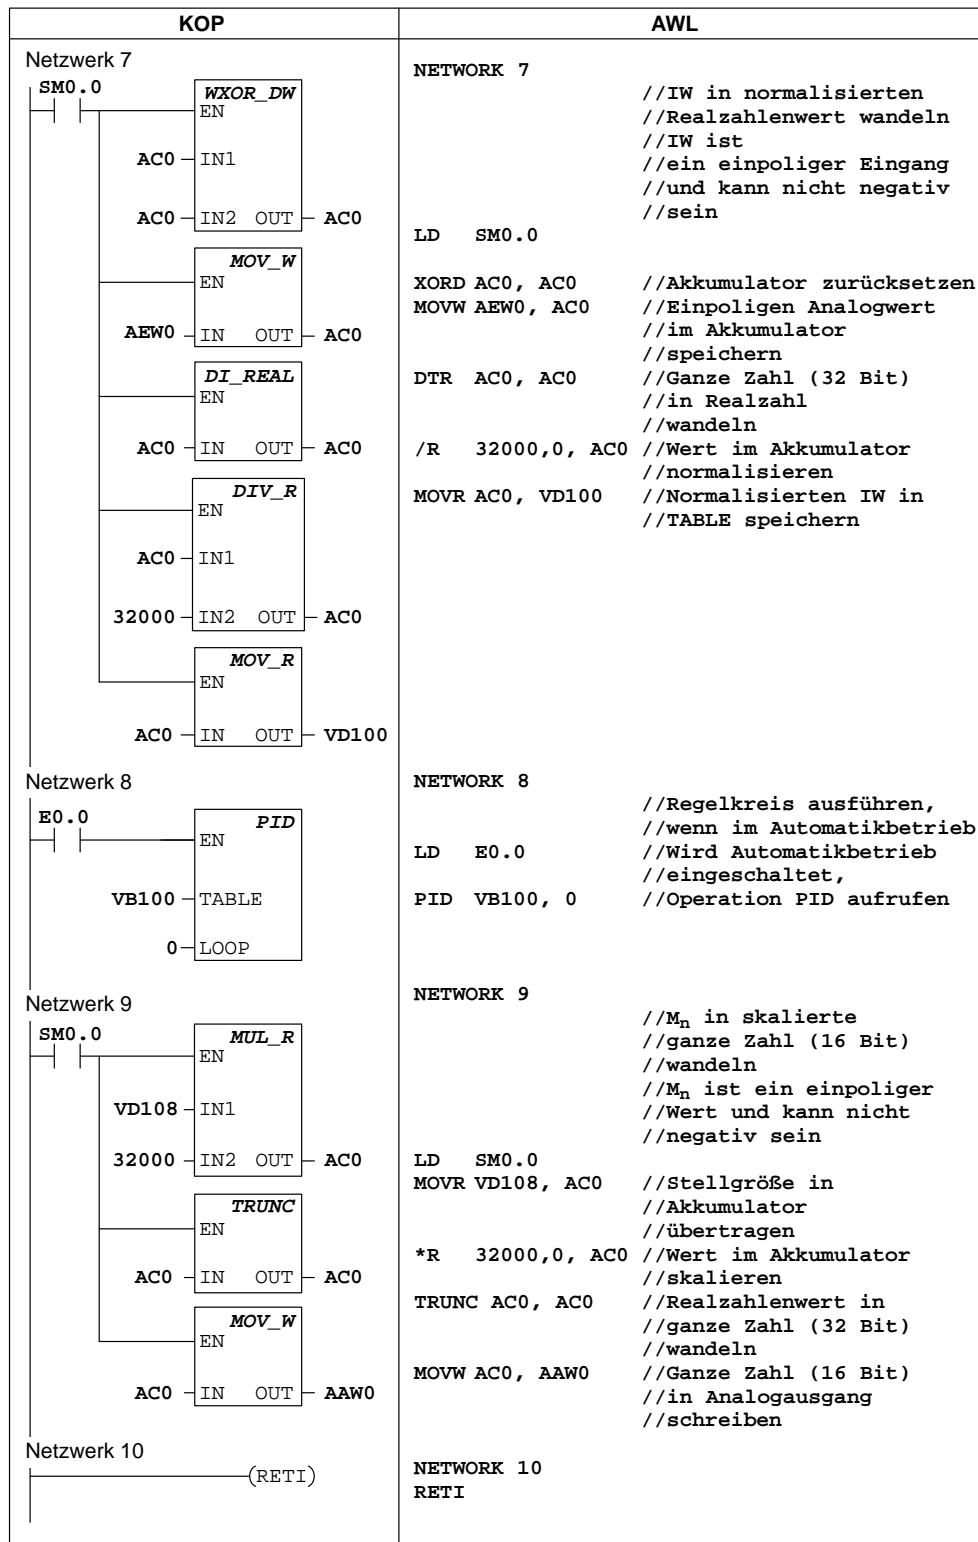 KOP
AWL
Netzwerk 7
SM0.0
WXOR_DW
EN
AC0 IN1
AC0 IN2 OUT AC0
MOV_W
EN
AEW0 IN OUT AC0
DI_REAL
EN
AC0 IN OUT AC0
DIV_R
EN
AC0 IN1
32000 IN2 OUT AC0
MOV_R
EN
AC0 IN OUT VD100
NETWORK 7
//IW in normalisierten
//Realzahlenwert wandeln
//IW ist
//ein einpoliger Eingang
//und kann nicht negativ
//sein
LD SM0.0
XORD AC0, AC0 //Akkumulator zurücksetzen
MOVW AEW0, AC0 //Einpoligen Analogwert
//im Akkumulator
//speichern
DTR AC0, AC0 //Ganze Zahl (32 Bit)
//in Realzahl
//wandeln
/R 32000,0, AC0 //Wert im Akkumulator
//normalisieren
MOVR AC0, VD100 //Normalisierten IW in
//TABLE speichern
Netzwerk 8
E0.0
PID
EN
VB100 TABLE
0 LOOP
NETWORK 8
//Regelkreis ausführen,
//wenn im Automatikbetrieb
LD E0.0 //Wird Automatikbetrieb
//eingeschaltet,
PID VB100, 0 //Operation PID aufrufen
Netzwerk 9
SM0.0
MUL_R
EN
VD108 IN1
32000 IN2 OUT AC0
TRUNC
EN
AC0 IN OUT AC0
MOV_W
EN
AC0 IN OUT AAW0
NETWORK 9
//Mn in skalierte
//ganze Zahl (16 Bit)
//wandeln
//Mn ist ein einpoliger
//Wert und kann nicht
//negativ sein
LD SM0.0
MOVR VD108, AC0 //Stellgröße in
//Akkumulator
//übertragen
*R 32000,0, AC0 //Wert im Akkumulator
//skalieren
TRUNC AC0, AC0 //Realzahlenwert in
//ganze Zahl (32 Bit)
//wandeln
MOVW AC0, AAW0 //Ganze Zahl (16 Bit)
//in Analogausgang
//schreiben
Netzwerk 10
(RETI)
NETWORK 10
RETI